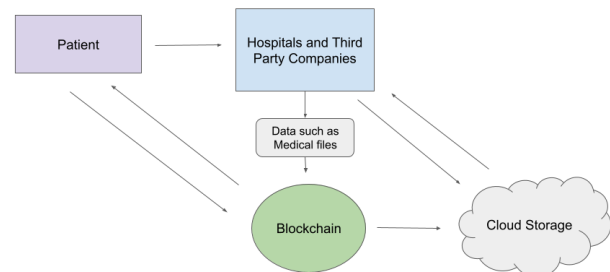 Patient
Hospitals and Third
Party Companies
Data such as
Medical files
Blockchain
Cloud Storage